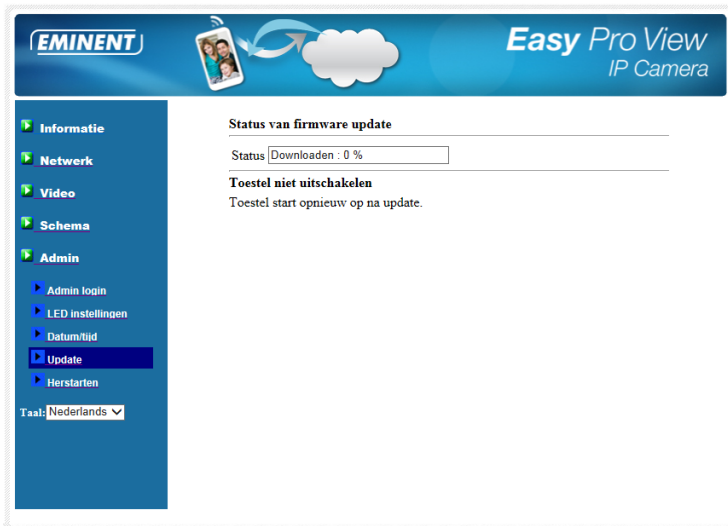 EMINENT
Easy Pro View
IP Camera
Informatie
Netwerk
Video
Schema
Admin
Admin login
LED instellingen
Datum/tijd
Update
Herstarten
Taal: Nederlands
Status van firmware update
Status Downloaden : 0 %
Toestel niet uitschakelen
Toestel start opnieuw op na update.